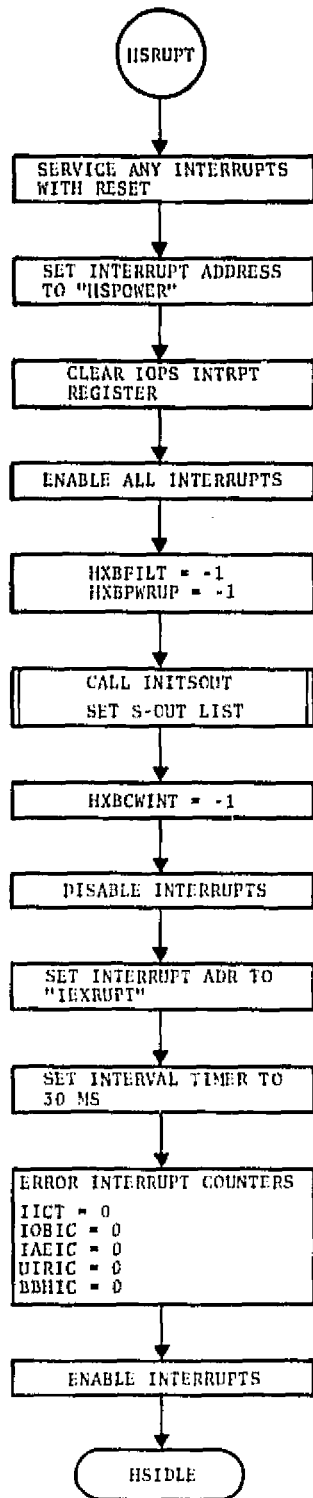 HSRUPT
SERVICE ANY INTERRUPTS
WITH RESET
SET INTERRUPT ADDRESS
TO "HSPOWER"
CLEAR IOPS INTRPT
REGISTER
ENABLE ALL INTERRUPTS
HXBFILT = -1
HXBPWRUP = -1
CALL INITSOUT
SET S-OUT LIST
HXBCWINT = -1
DISABLE INTERRUPTS
SET INTERRUPT ADR TO
"IEXRUPT"
SET INTERVAL TIMER TO
30 MS
ERROR INTERRUPT COUNTERS
IICT = 0
IOBIC = 0
IAEIC = 0
UIRIC = 0
BBHIC = 0
ENABLE INTERRUPTS
HSIDLE